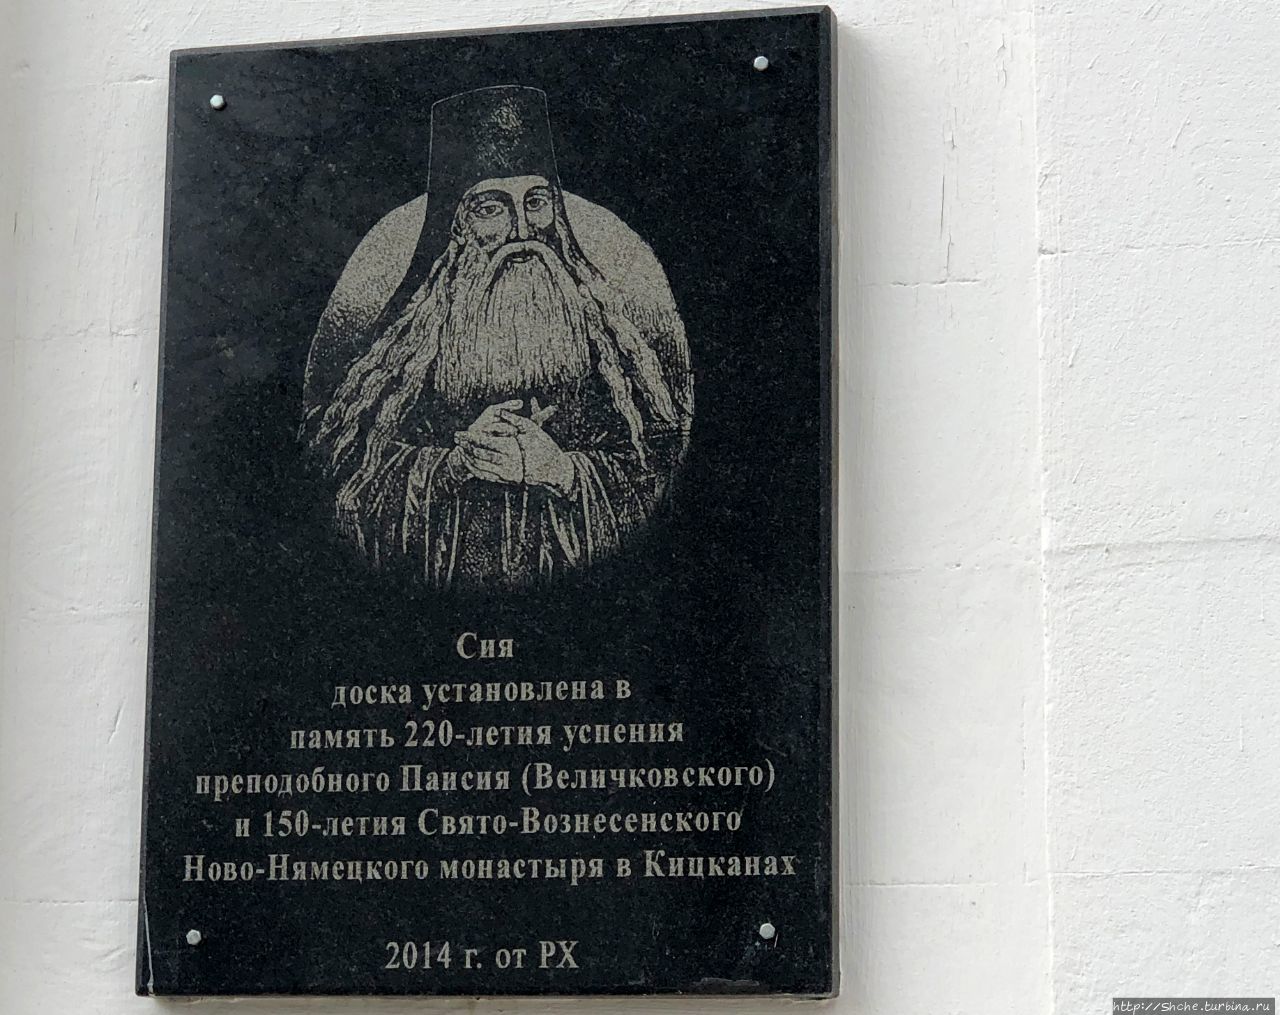 Сия
доска установлена в
память 220-летия успения
преподобного Паисия (Величковского)
и 150-летия Свято-Вознесенского
Ново-Нямецкого монастыря в Кицканах
2014 г. от РХ
http://Shche.turbina.ru